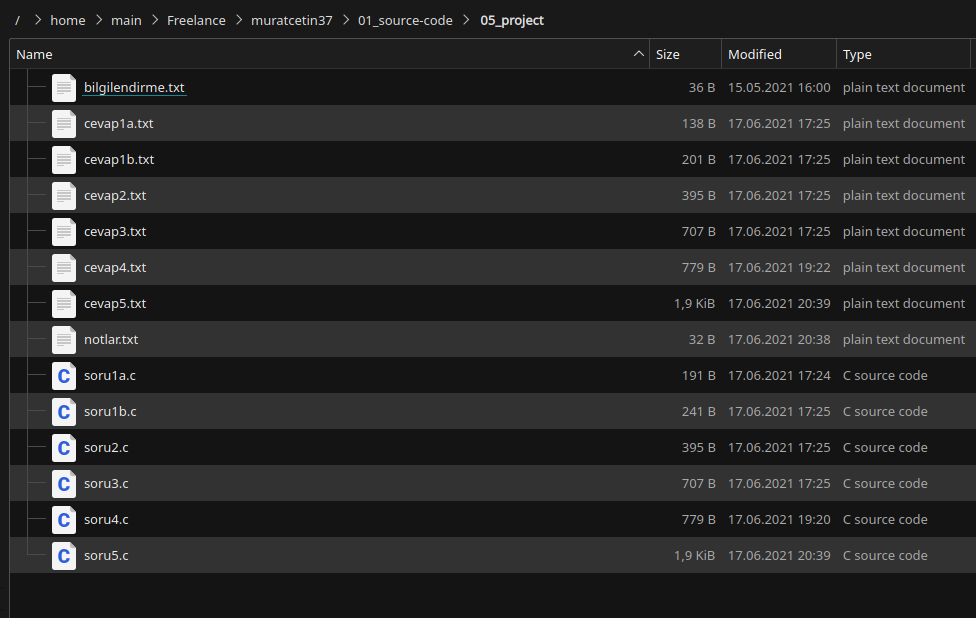 / > home > main > Freelance > muratcetin37 > 01_source-code > 05_project
Name Size Modified Type
bilgilendirme.txt 36 B 15.05.2021 16:00 plain text document
cevap1a.txt 138 B 17.06.2021 17:25 plain text document
cevap1b.txt 201 B 17.06.2021 17:25 plain text document
cevap2.txt 395 B 17.06.2021 17:25 plain text document
cevap3.txt 707 B 17.06.2021 17:25 plain text document
cevap4.txt 779 B 17.06.2021 19:22 plain text document
cevap5.txt 1,9 KiB 17.06.2021 20:39 plain text document
notlar.txt 32 B 17.06.2021 20:38 plain text document
C soru1a.c 191 B 17.06.2021 17:24 C source code
C soru1b.c 241 B 17.06.2021 17:25 C source code
C soru2.c 395 B 17.06.2021 17:25 C source code
C soru3.c 707 B 17.06.2021 17:25 C source code
C soru4.c 779 B 17.06.2021 19:20 C source code
C soru5.c 1,9 KiB 17.06.2021 20:39 C source code